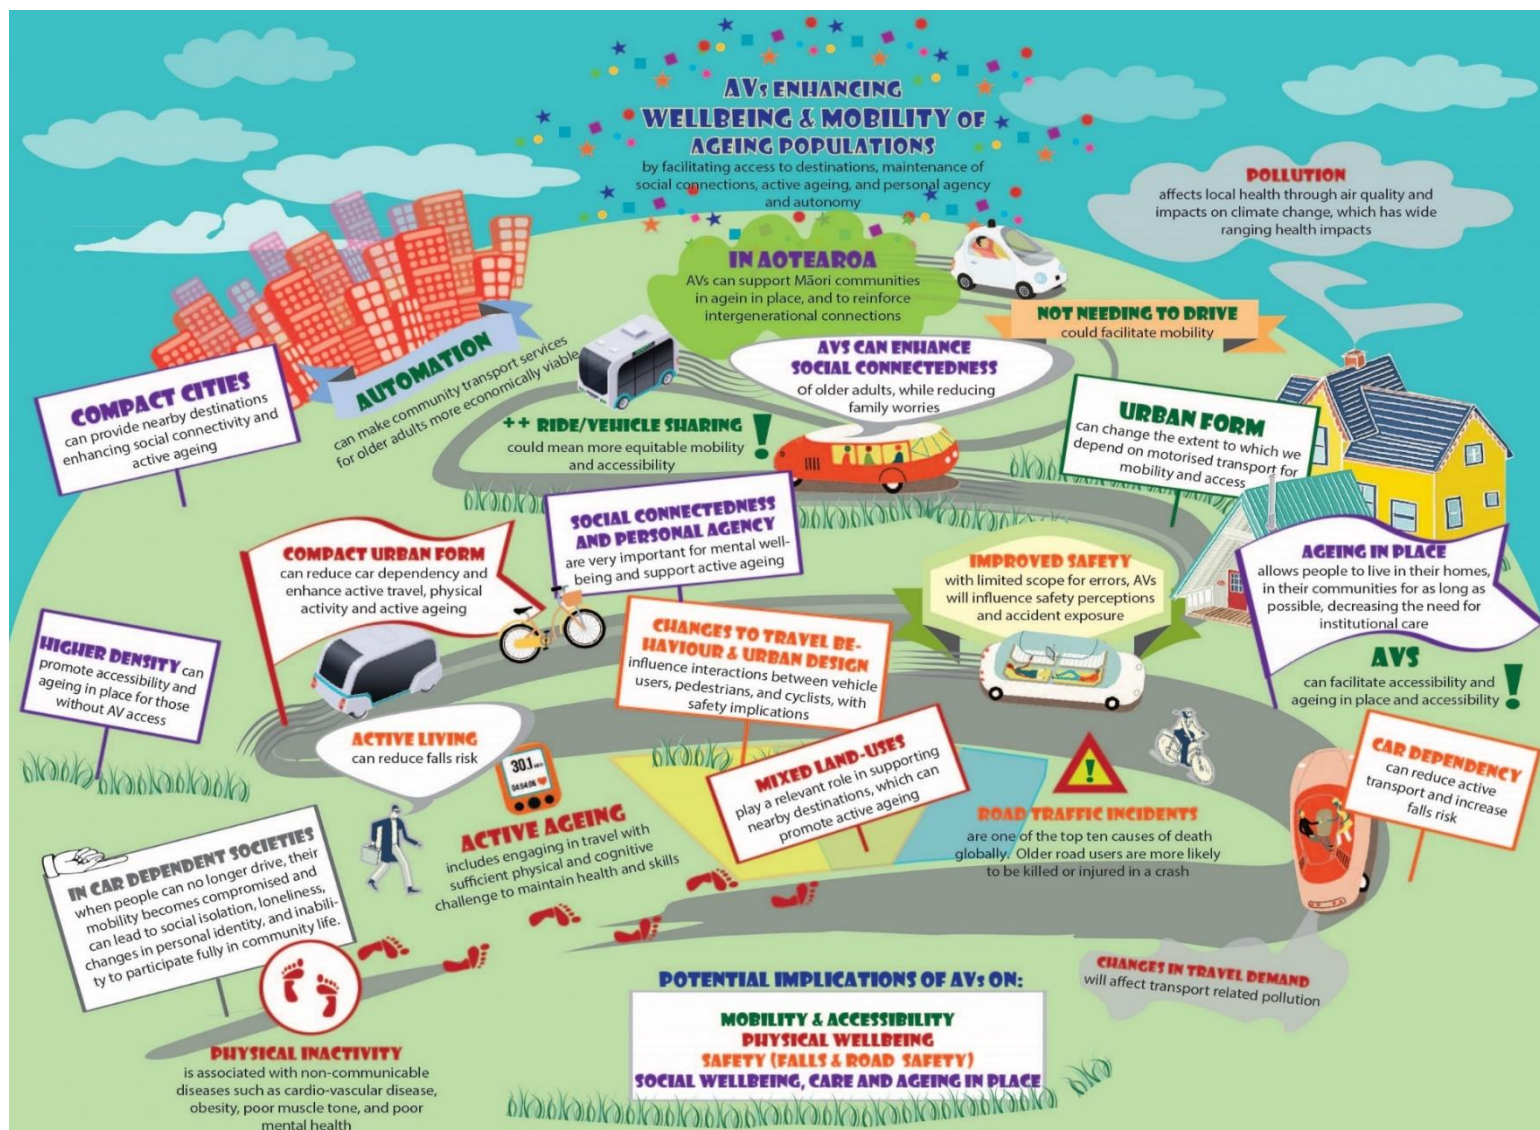 AVs ENHANCING
WELLBEING & MOBILITY OF
AGEING POPULATIONS
by facilitating access to destinations, maintenance of
social connections, active ageing, and personal agency
and autonomy
POLLUTION
affects local health through air quality and
impacts on climate change, which has wide
ranging health impacts
IN AOTEAROA
AVs can support Māori communities
in agein in place, and to reinforce
intergenerational connections
NOT NEEDING TO DRIVE
could facilitate mobility
AUTOMATION
can make community transport services
for older adults more economically viable
AVS CAN ENHANCE
SOCIAL CONNECTEDNESS
Of older adults, while reducing
family worries
COMPACT CITIES
can provide nearby destinations
enhancing social connectivity and
active ageing
++ RIDE/VEHICLE SHARING
could mean more equitable mobility
and accessibility
!
URBAN FORM
can change the extent to which we
depend on motorised transport for
mobility and access
SOCIAL CONNECTEDNESS
AND PERSONAL AGENCY
are very important for mental well-
being and support active ageing
COMPACT URBAN FORM
can reduce car dependency and
enhance active travel, physical
activity and active ageing
IMPROVED SAFETY
with limited scope for errors, AVs
will influence safety perceptions
and accident exposure
AGEING IN PLACE
allows people to live in their homes,
in their communities for as long as
possible, decreasing the need for
institutional care
HIGHER DENSITY can
promote accessibility and
ageing in place for those
without AV access
CHANGES TO TRAVEL BE-
HAVIOUR & URBAN DESIGN
influence interactions between vehicle
users, pedestrians, and cyclists, with
safety implications
AVS
can facilitate accessibility and
ageing in place and accessibility
!
ACTIVE LIVING
can reduce falls risk
30.1 km
04:54:06
MIXED LAND-USES
play a relevant role in supporting
nearby destinations, which can
promote active ageing
!
CAR DEPENDENCY
can reduce active
transport and increase
falls risk
ACTIVE AGEING
includes engaging in travel with
sufficient physical and cognitive
challenge to maintain health and skills
ROAD TRAFFIC INCIDENTS
are one of the top ten causes of death
globally. Older road users are more likely
to be killed or injured in a crash
IN CAR DEPENDENT SOCIETIES
when people can no longer drive, their
mobility becomes compromised and
can lead to social isolation, loneliness,
changes in personal identity, and inabili-
ty to participate fully in community life.
CHANGES IN TRAVEL DEMAND
will affect transport related pollution
PHYSICAL INACTIVITY
is associated with non-communicable
diseases such as cardio-vascular disease,
obesity, poor muscle tone, and poor
mental health
POTENTIAL IMPLICATIONS OF AVs ON:
MOBILITY & ACCESSIBILITY
PHYSICAL WELLBEING
SAFETY (FALLS & ROAD SAFETY)
SOCIAL WELLBEING, CARE AND AGEING IN PLACE